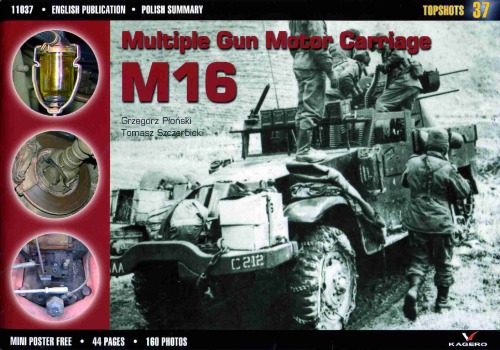 11037 • ENGLISH PUBLICATION • POLISH SUMMARY
TOPSHOTS 37
Multiple Gun Motor Carriage
M16
Grzegorz Płoński
Tomasz Szczerbicki
C 212
MINI POSTER FREE • 44 PAGES • 160 PHOTOS
KAGERO